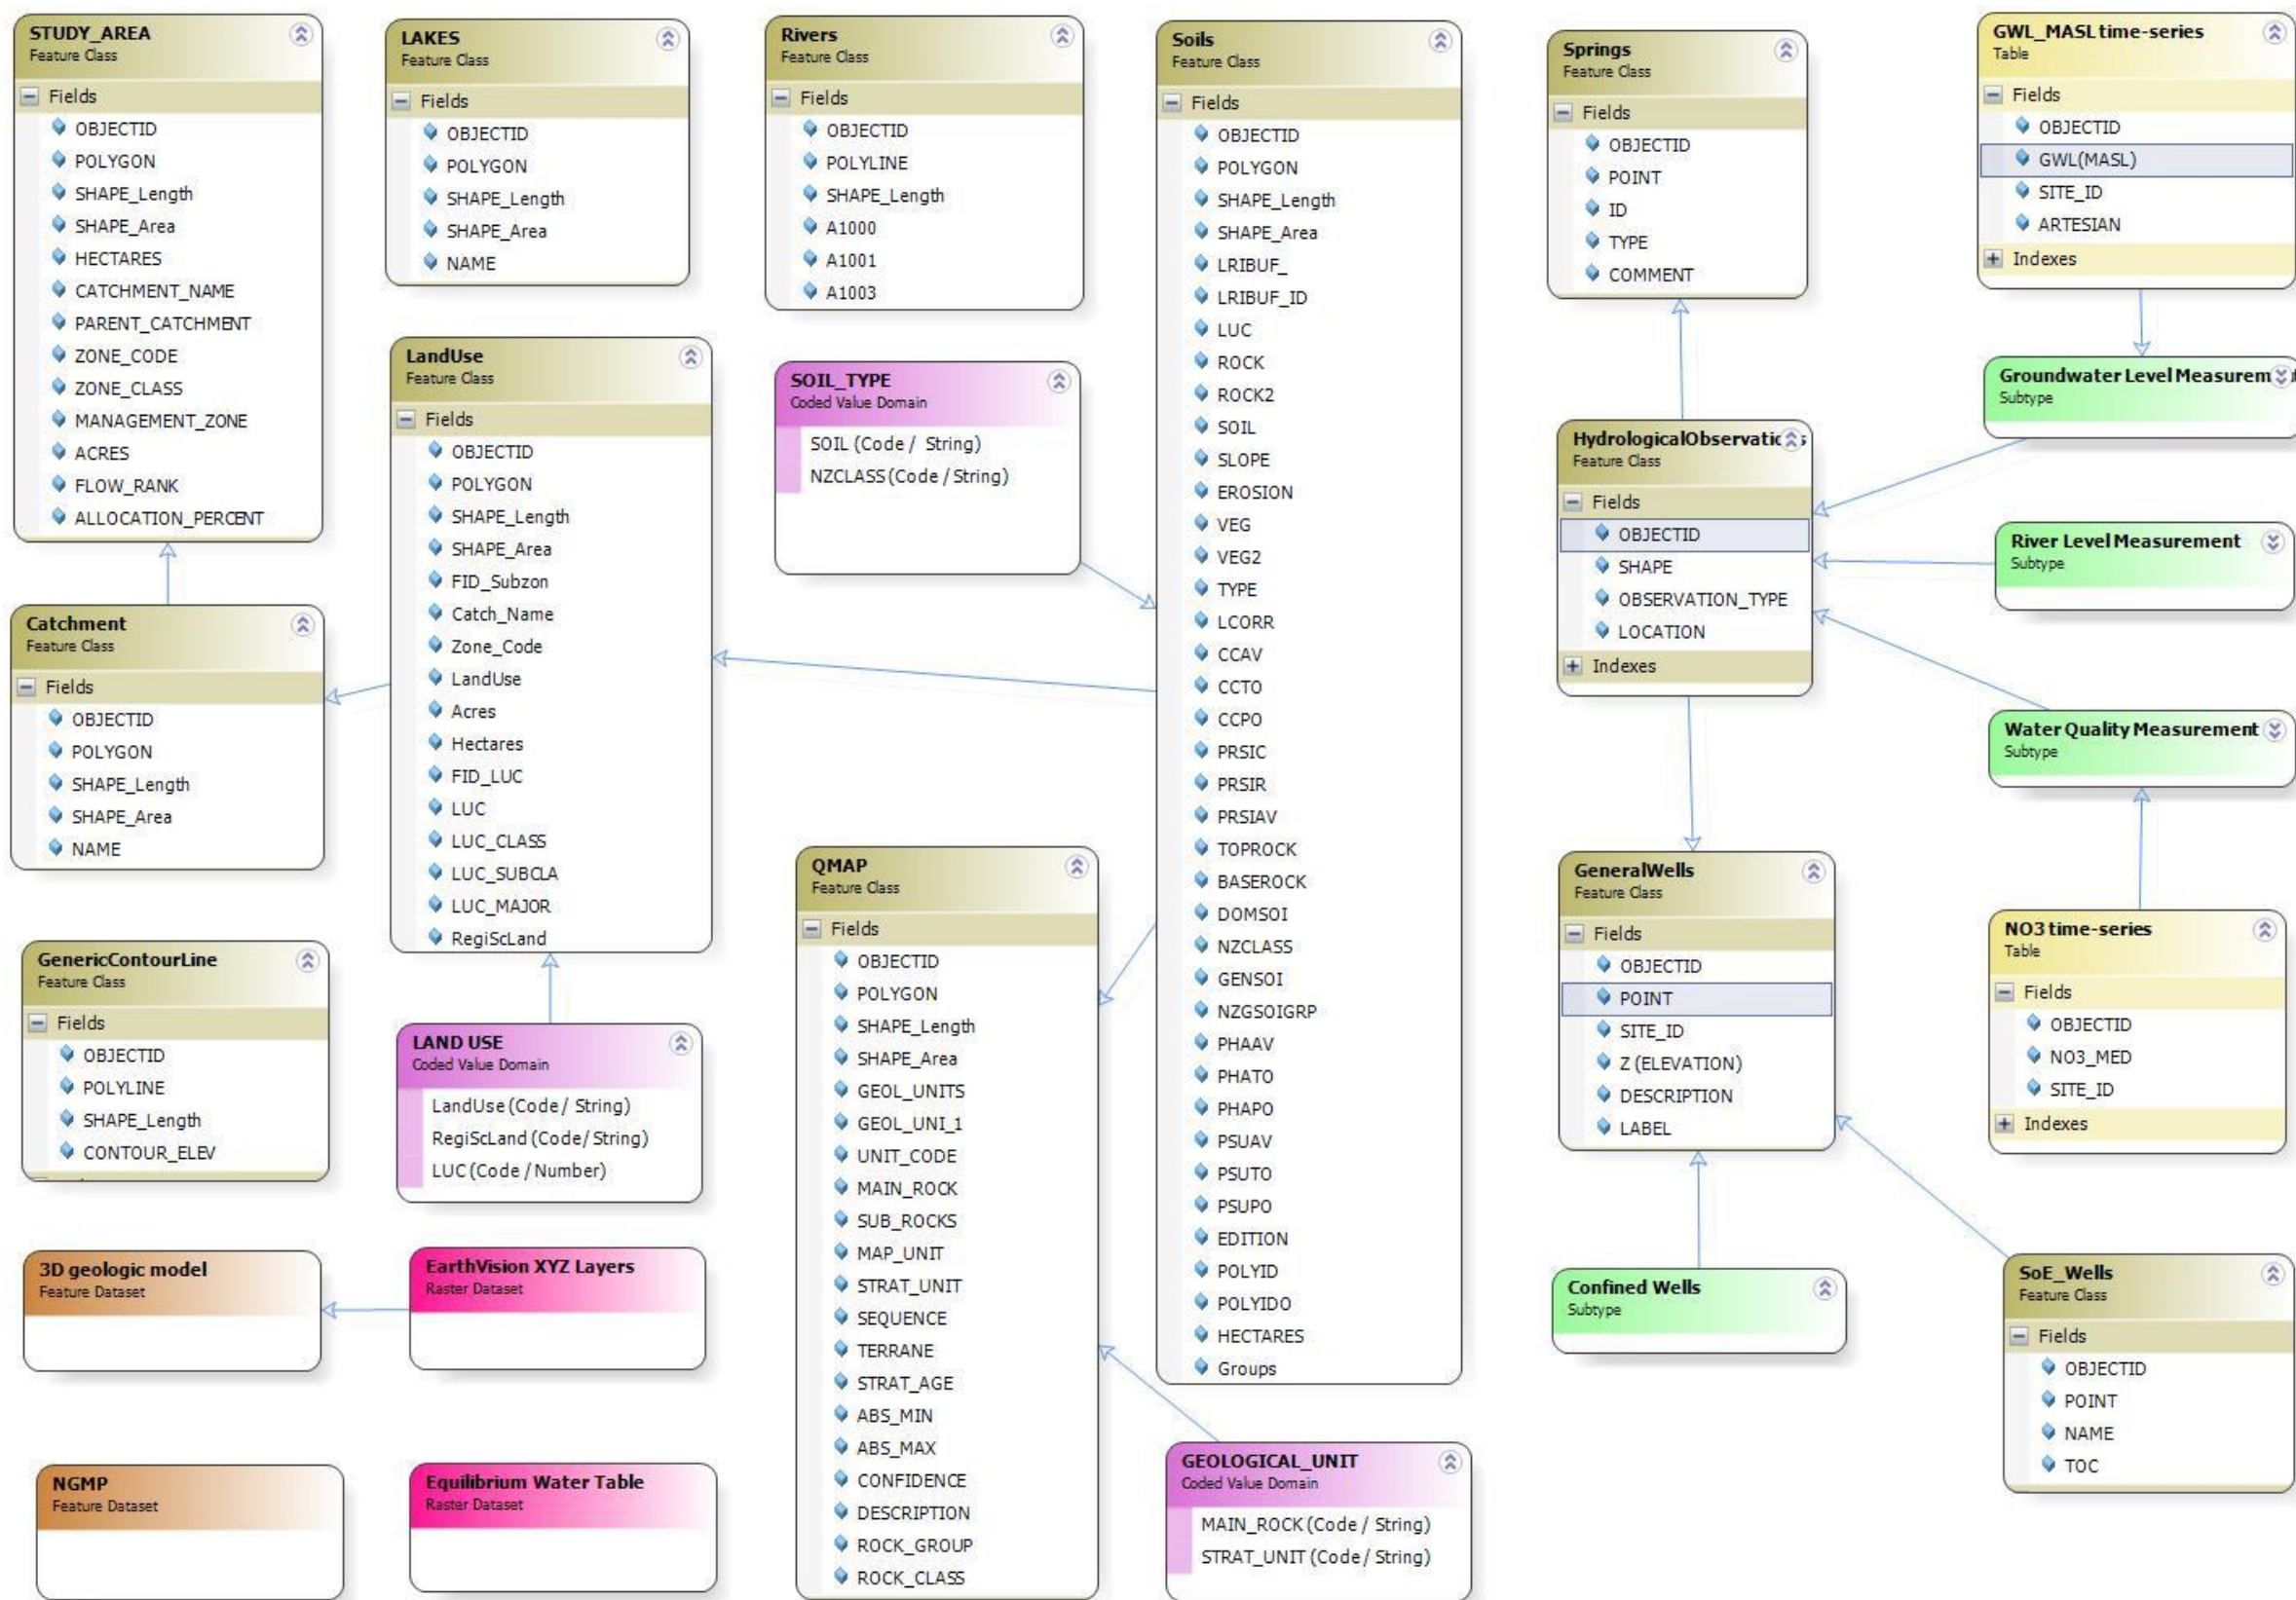 STUDY_AREA
Feature Class
Fields
OBJECTID
POLYGON
SHAPE_Length
SHAPE_Area
HECTARES
CATCHMENT_NAME
PARENT_CATCHMENT
ZONE_CODE
ZONE_CLASS
MANAGEMENT_ZONE
ACRES
FLOW_RANK
ALLOCATION_PERCENT
Catchment
Feature Class
Fields
OBJECTID
POLYGON
SHAPE_Length
SHAPE_Area
NAME
GenericContourLine
Feature Class
Fields
OBJECTID
POLYLINE
SHAPE_Length
CONTOUR_ELEV
3D geologic model
Feature Dataset
NGMP
Feature Dataset
LAKES
Feature Class
Fields
OBJECTID
POLYGON
SHAPE_Length
SHAPE_Area
NAME
LandUse
Feature Class
Fields
OBJECTID
POLYGON
SHAPE_Length
SHAPE_Area
FID_Subzon
Catch_Name
Zone_Code
LandUse
Acres
Hectares
FID_LUC
LUC
LUC_CLASS
LUC_SUBCLA
LUC_MAJOR
RegiScLand
LAND USE
Coded Value Domain
LandUse (Code / String)
RegiScLand (Code/ String)
LUC (Code / Number)
EarthVision XYZ Layers
Raster Dataset
Equilibrium Water Table
Raster Dataset
Rivers
Feature Class
Fields
OBJECTID
POLYLINE
SHAPE_Length
A1000
A1001
A1003
SOIL_TYPE
Coded Value Domain
SOIL (Code / String)
NZCLASS (Code / String)
QMAP
Feature Class
Fields
OBJECTID
POLYGON
SHAPE_Length
SHAPE_Area
GEOL_UNITS
GEOL_UNI_1
UNIT_CODE
MAIN_ROCK
SUB_ROCKS
MAP_UNIT
STRAT_UNIT
SEQUENCE
TERRANE
STRAT_AGE
ABS_MIN
ABS_MAX
CONFIDENCE
DESCRIPTION
ROCK_GROUP
ROCK_CLASS
Soils
Feature Class
Fields
OBJECTID
POLYGON
SHAPE_Length
SHAPE_Area
LRIBUF_
LRIBUF_ID
LUC
ROCK
ROCK2
SOIL
SLOPE
EROSION
VEG
VEG2
TYPE
LCORR
CCAV
CCTO
CCPO
PRSIC
PRSIR
PRSIAV
TOPROCK
BASEROCK
DOMSOI
NZCLASS
GENSOI
NZGSOIGRP
PHAAV
PHATO
PHAPO
PSUAV
PSUTO
PSUPO
EDITION
POLYID
POLYIDO
HECTARES
Groups
GEOLOGICAL_UNIT
Coded Value Domain
MAIN_ROCK (Code / String)
STRAT_UNIT (Code / String)
Springs
Feature Class
Fields
OBJECTID
POINT
ID
TYPE
COMMENT
HydrologicalObservations
Feature Class
Fields
OBJECTID
SHAPE
OBSERVATION_TYPE
LOCATION
Indexes
GeneralWells
Feature Class
Fields
OBJECTID
POINT
SITE_ID
Z (ELEVATION)
DESCRIPTION
LABEL
Confined Wells
Subtype
GWL_MASL time-series
Table
Fields
OBJECTID
GWL(MASL)
SITE_ID
ARTESIAN
Indexes
Groundwater Level Measurem
Subtype
River Level Measurement
Subtype
Water Quality Measurement
Subtype
NO3 time-series
Table
Fields
OBJECTID
NO3_MED
SITE_ID
Indexes
SoE_Wells
Feature Class
Fields
OBJECTID
POINT
NAME
TOC